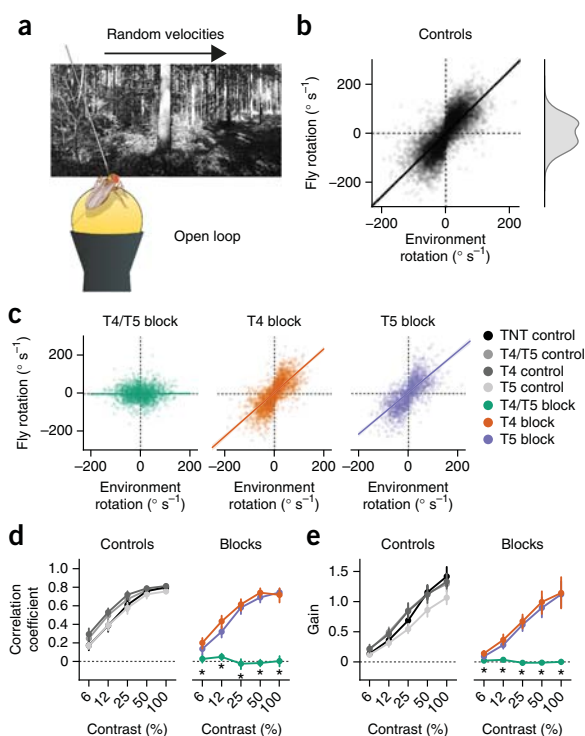 a
Random velocities
Open loop
b
Controls
Fly rotation (° s⁻¹)
200
0
−200
−200 0 200
Environment
rotation (° s⁻¹)
c
T4/T5 block
T4 block
T5 block
Fly rotation (° s⁻¹)
200
0
−200
−200 0 200
−200 0 200
−200 0 200
Environment
rotation (° s⁻¹)
Environment
rotation (° s⁻¹)
Environment
rotation (° s⁻¹)
TNT control
T4/T5 control
T4 control
T5 control
T4/T5 block
T4 block
T5 block
d
Controls
Blocks
Correlation
coefficient
1.0
0.8
0.6
0.4
0.2
0
* * * * *
6 12 25 50 100
6 12 25 50 100
Contrast (%)
Contrast (%)
e
Controls
Blocks
Gain
1.5
1.0
0.5
0
* * * * *
6 12 25 50 100
6 12 25 50 100
Contrast (%)
Contrast (%)